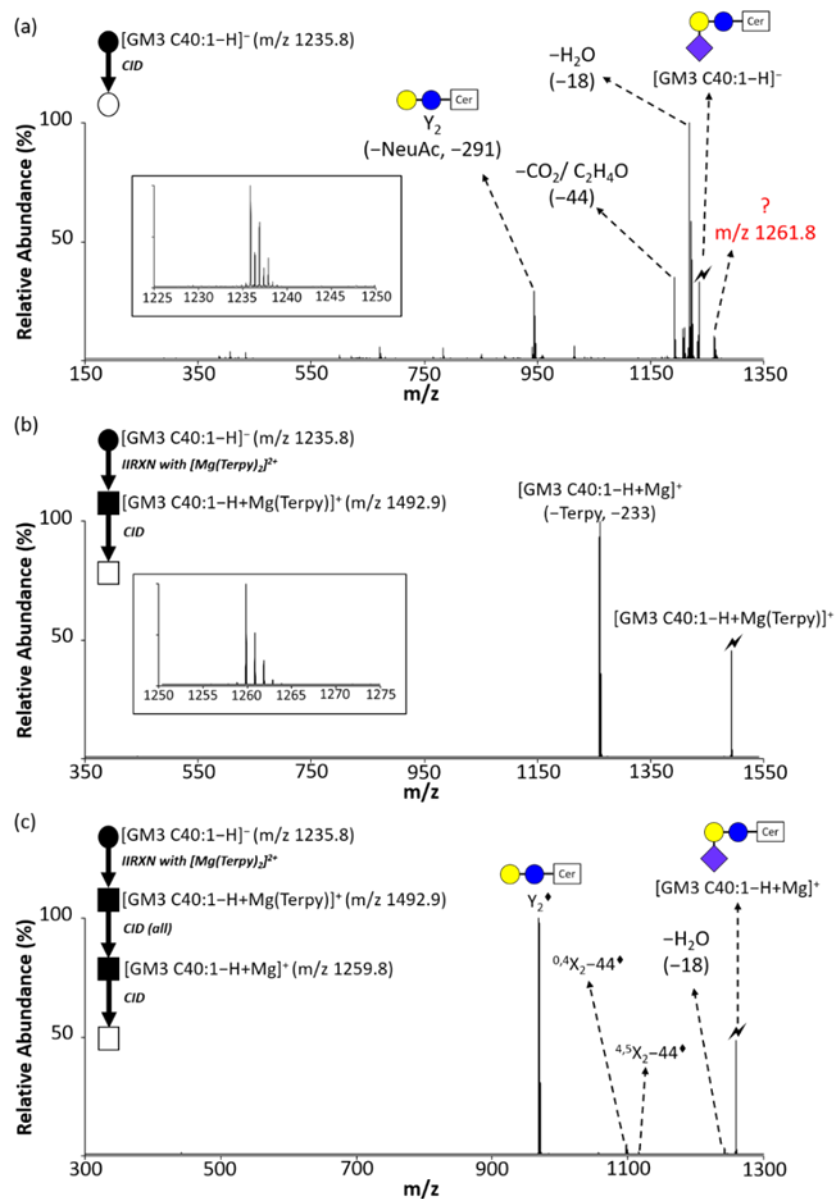 (a)
[GM3 C40:1−H]⁻ (m/z 1235.8)
CID
Cer
Y₂
(−NeuAc, −291)
−H₂O
(−18)
Cer
[GM3 C40:1−H]⁻
−CO₂/ C₂H₄O
(−44)
?
m/z 1261.8
Relative Abundance (%)
100
50
1225 1230 1235 1240 1245 1250
150 350 550 750 950 1150 1350
m/z
(b)
[GM3 C40:1−H]⁻ (m/z 1235.8)
IIRXN with [Mg(Terpy)₂]²⁺
[GM3 C40:1−H+Mg(Terpy)]⁺ (m/z 1492.9)
CID
[GM3 C40:1−H+Mg]⁺
(−Terpy, −233)
[GM3 C40:1−H+Mg(Terpy)]⁺
Relative Abundance (%)
100
50
1250 1255 1260 1265 1270 1275
350 550 750 950 1150 1350 1550
m/z
(c)
[GM3 C40:1−H]⁻ (m/z 1235.8)
IIRXN with [Mg(Terpy)₂]²⁺
[GM3 C40:1−H+Mg(Terpy)]⁺ (m/z 1492.9)
CID (all)
[GM3 C40:1−H+Mg]⁺ (m/z 1259.8)
CID
Cer
Y₂♦
Cer
[GM3 C40:1−H+Mg]⁺
−H₂O
(−18)
⁰,⁴X₂−44♦
⁴,⁵X₂−44♦
Relative Abundance (%)
100
50
300 500 700 900 1100 1300
m/z